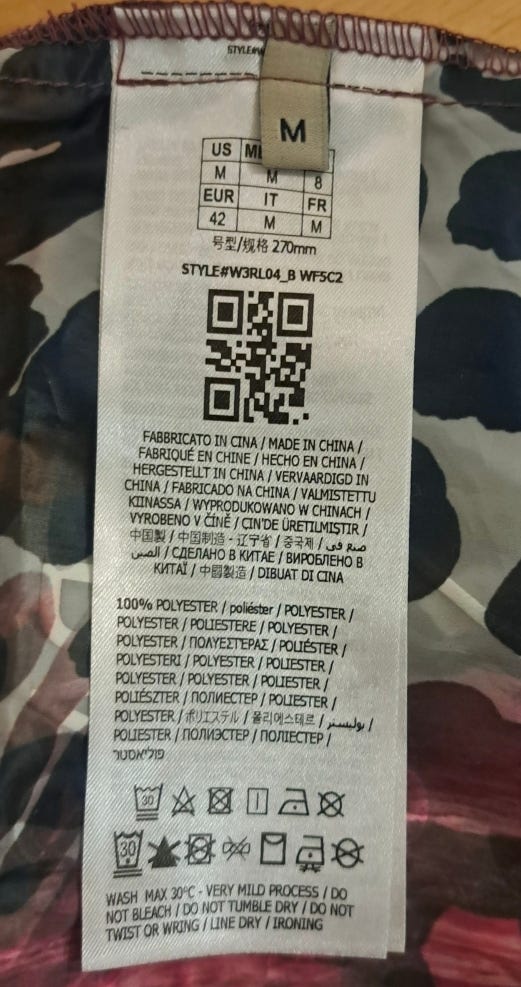 STYLE#W
M
US
M M 8
EUR IT FR
42 M M
号型/规格 270mm
STYLE#W3RL04_B WF5C2
FABBRICATO IN CINA / MADE IN CHINA /
FABRIQUÉ EN CHINE / HECHO EN CHINA /
HERGESTELLT IN CHINA / VERVAARDIGD IN
CHINA / FABRICADO NA CHINA / VALMISTETTU
KIINASSA / WYPRODUKOWANO W CHINACH /
VYROBENO V ČÍNĚ / ÇIN'DE ÜRETILMIŞTIR /
中国製 / 中国制造 - 辽宁省 / 중국제 / صنع في
الصين / СДЕЛАНО В КИТАЕ / ВИРОБЛЕНО В
КИТАЇ / 中國製造 / DIBUAT DI CINA
100% POLYESTER / poliéster / POLYESTER /
POLYESTER / POLIESTERE / POLYESTER /
POLYESTER / ΠΟΛΥΕΣΤΈΡΑΣ / POLIÉSTER /
POLYESTERI / POLYESTER / POLIESTER /
POLYESTER / POLYESTER / POLIESTER /
POLIÉSZTER / ПОЛИЕСТЕР / POLIESTER /
POLYESTER / ポリエステル / 폴리에스테르 / بوليستر /
POLIESTER / ПОЛИЭСТЕР / ПОЛІЕСТЕР /
פוליאסטר
30
30
WASH MAX 30°C - VERY MILD PROCESS / DO
NOT BLEACH / DO NOT TUMBLE DRY / DO NOT
TWIST OR WRING / LINE DRY / IRONING